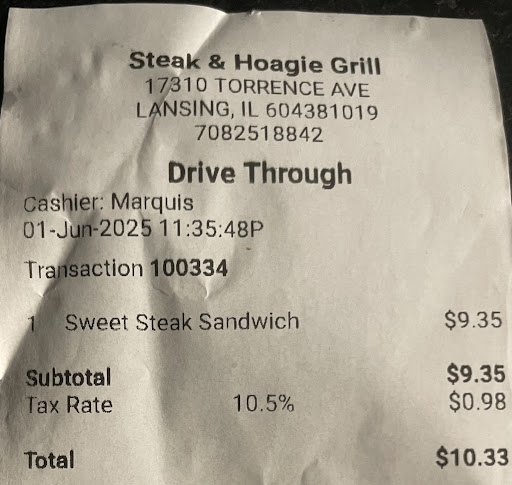 Steak & Hoagie Grill
17310 TORRENCE AVE
LANSING, IL 604381019
7082518842
Drive Through
Cashier: Marquis
01-Jun-2025 11:35:48P
Transaction 100334
1 Sweet Steak Sandwich $9.35
Subtotal $9.35
Tax Rate 10.5% $0.98
Total $10.33